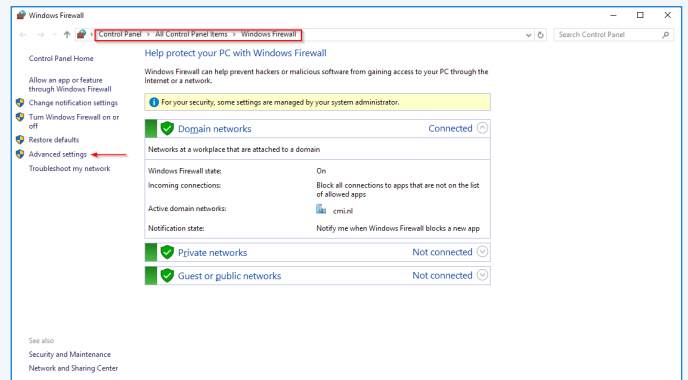 Windows Firewall
Control Panel > All Control Panel Items > Windows Firewall
Search Control Panel
Control Panel Home
Allow an app or feature
through Windows Firewall
Change notification settings
Turn Windows Firewall on or
off
Restore defaults
Advanced settings
Troubleshoot my network
Help protect your PC with Windows Firewall
Windows Firewall can help prevent hackers or malicious software from gaining access to your PC through the
Internet or a network.
For your security, some settings are managed by your system administrator.
Domain networks Connected
Networks at a workplace that are attached to a domain
Windows Firewall state: On
Incoming connections: Block all connections to apps that are not on the list
of allowed apps
Active domain networks: cmi.nl
Notification state: Notify me when Windows Firewall blocks a new app
Private networks Not connected
Guest or public networks Not connected
See also
Security and Maintenance
Network and Sharing Center